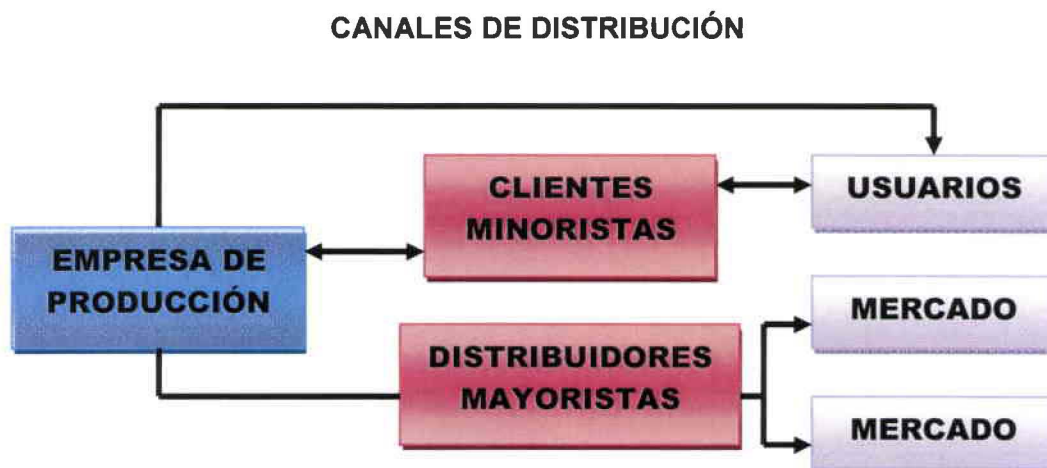 CANALES DE DISTRIBUCIÓN
CLIENTES
MINORISTAS
USUARIOS
EMPRESA DE
PRODUCCIÓN
MERCADO
DISTRIBUIDORES
MAYORISTAS
MERCADO